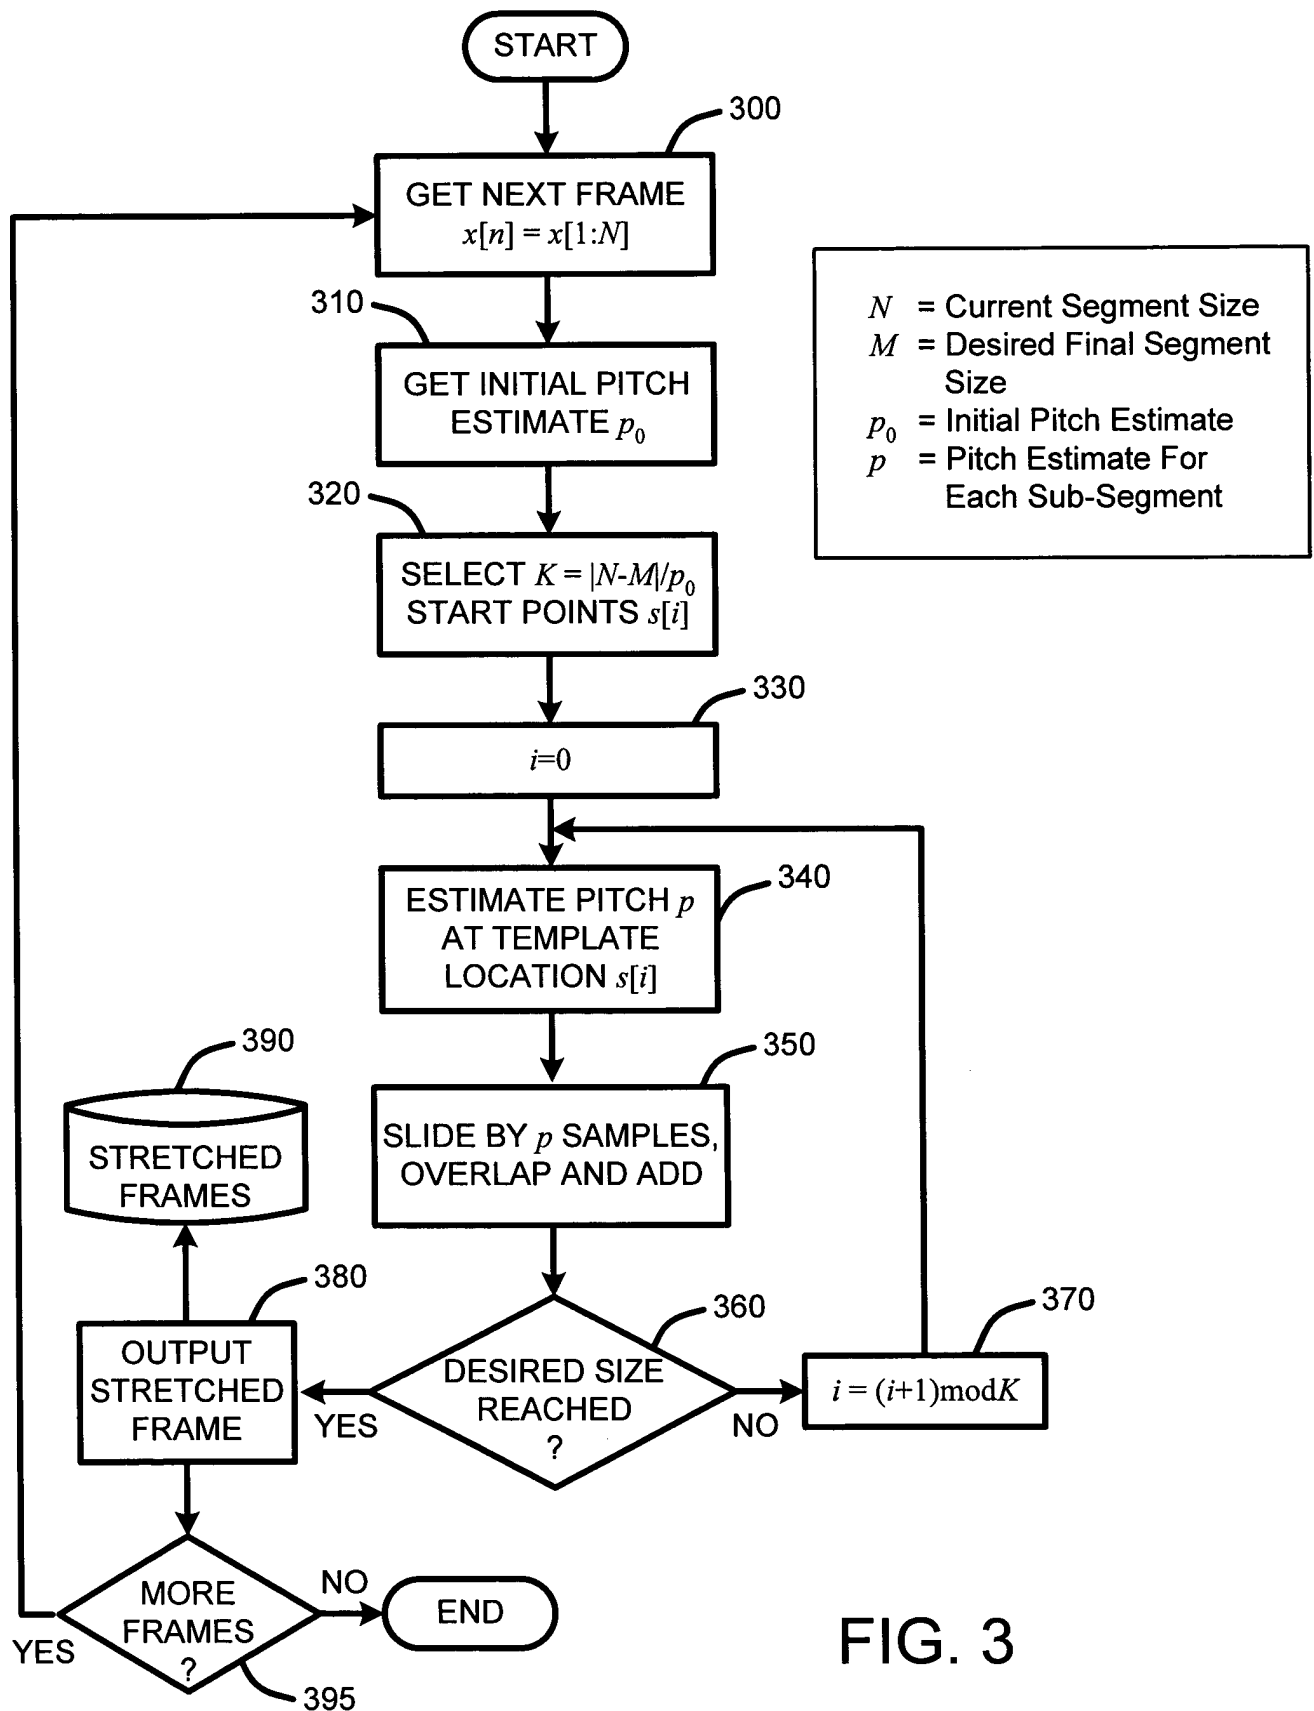 START
300
GET NEXT FRAME
x[n] = x[1:N]
310
GET INITIAL PITCH
ESTIMATE p₀
320
SELECT K = |N-M|/p₀
START POINTS s[i]
330
i=0
340
ESTIMATE PITCH p
AT TEMPLATE
LOCATION s[i]
350
SLIDE BY p SAMPLES,
OVERLAP AND ADD
360
DESIRED SIZE
REACHED
?
YES
NO
370
i = (i+1)modK
380
OUTPUT
STRETCHED
FRAME
390
STRETCHED
FRAMES
395
MORE
FRAMES
?
YES
NO
END
N = Current Segment Size
M = Desired Final Segment
Size
p₀ = Initial Pitch Estimate
p = Pitch Estimate For
Each Sub-Segment
FIG. 3